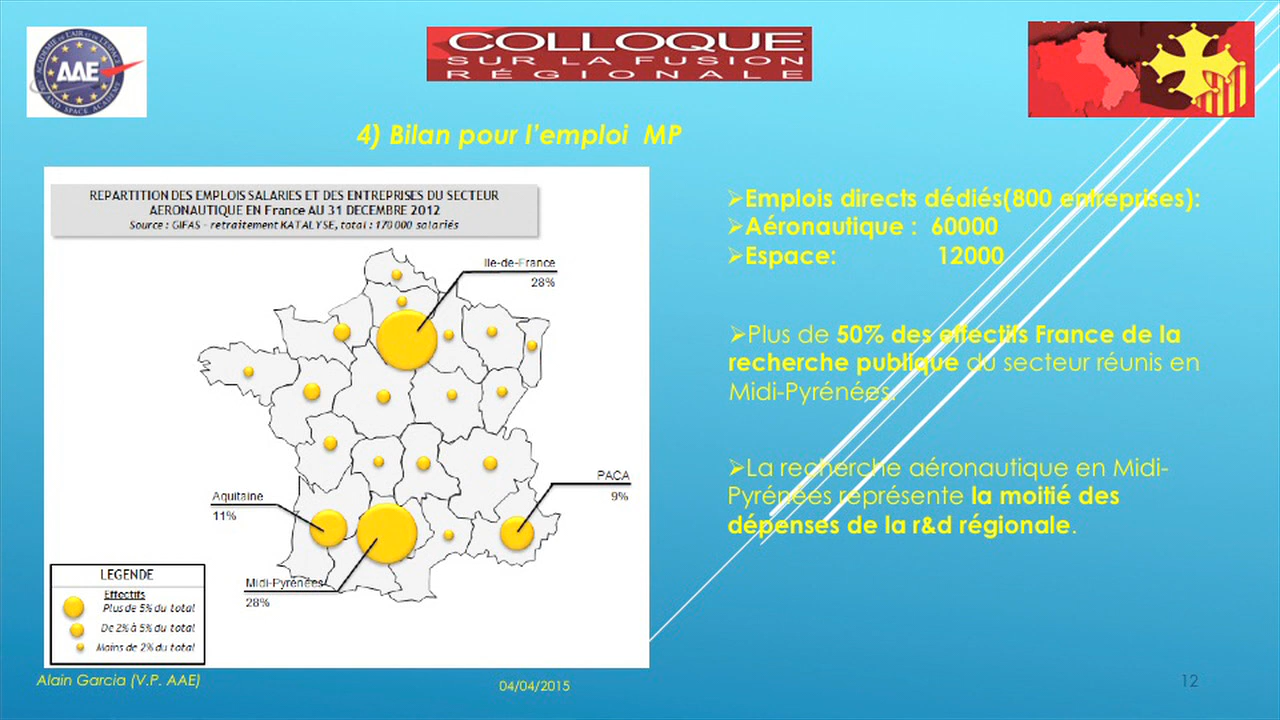 COLLOQUE
SUR LA FUSION
RÉGIONALE
AAE
AIR AND SPACE ACADEMY
4) Bilan pour l'emploi MP
REPARTITION DES EMPLOIS SALARIES ET DES ENTREPRISES DU SECTEUR
AERONAUTIQUE EN France AU 31 DECEMBRE 2012
Source : GIFAS - retraitement KATALYSE, total : 170 000 salariés
Ile-de-France
28%
PACA
9%
Aquitaine
11%
Midi-Pyrénées
28%
LEGENDE
Effectifs
Plus de 5% du total
De 2% à 5% du total
Moins de 2% du total
➢Emplois directs dédiés(800 entreprises):
➢Aéronautique : 60000
➢Espace: 12000
➢Plus de 50% des effectifs France de la
recherche publique du secteur réunis en
Midi-Pyrénées.
➢La recherche aéronautique en Midi-
Pyrénées représente la moitié des
dépenses de la r&d régionale.
Alain Garcia (V.P. AAE)
04/04/2015
12